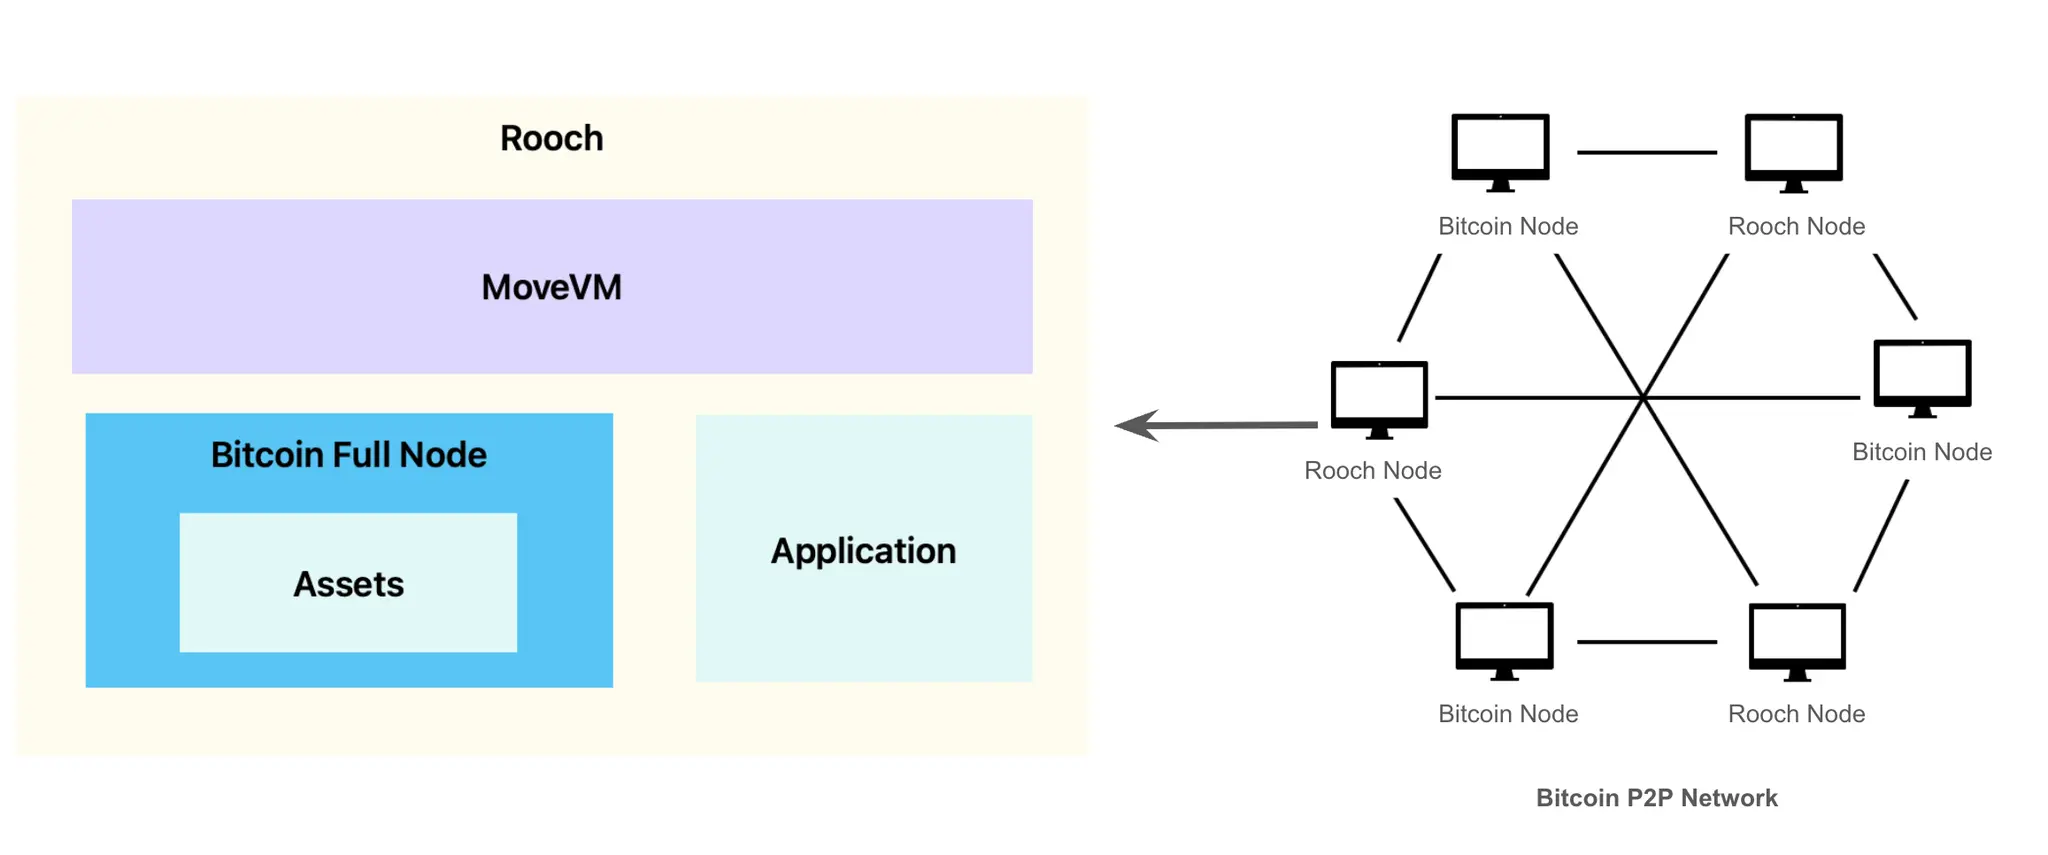 Rooch
MoveVM
Bitcoin Full Node
Assets
Application
Bitcoin Node
Rooch Node
Rooch Node
Bitcoin Node
Bitcoin Node
Rooch Node
Bitcoin P2P Network